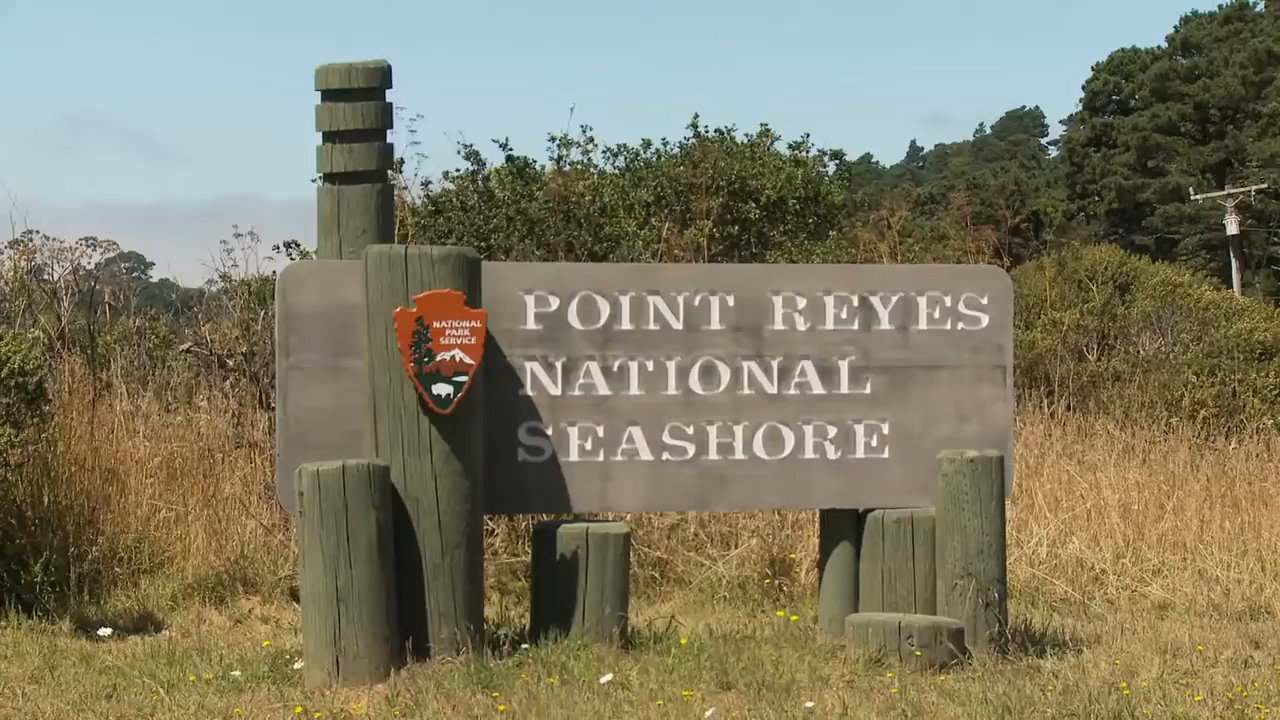 NATIONAL
PARK
SERVICE
POINT REYES
NATIONAL
SEASHORE